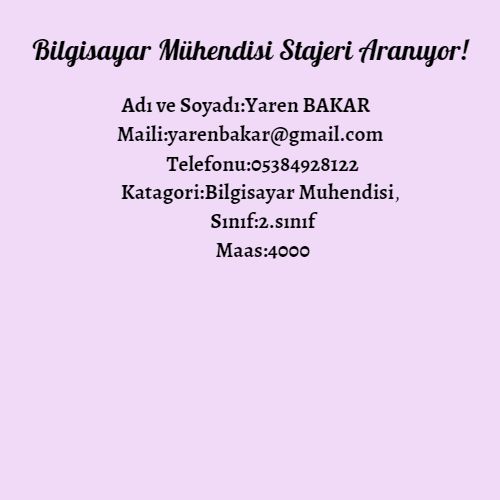 Bilgisayar Mühendisi Stajeri Aranıyor!
Adı ve Soyadı:Yaren BAKAR
Maili:yarenbakar@gmail.com
Telefonu:05384928122
Katagori:Bilgisayar Muhendisi,
Sınıf:2.sınıf
Maas:4000